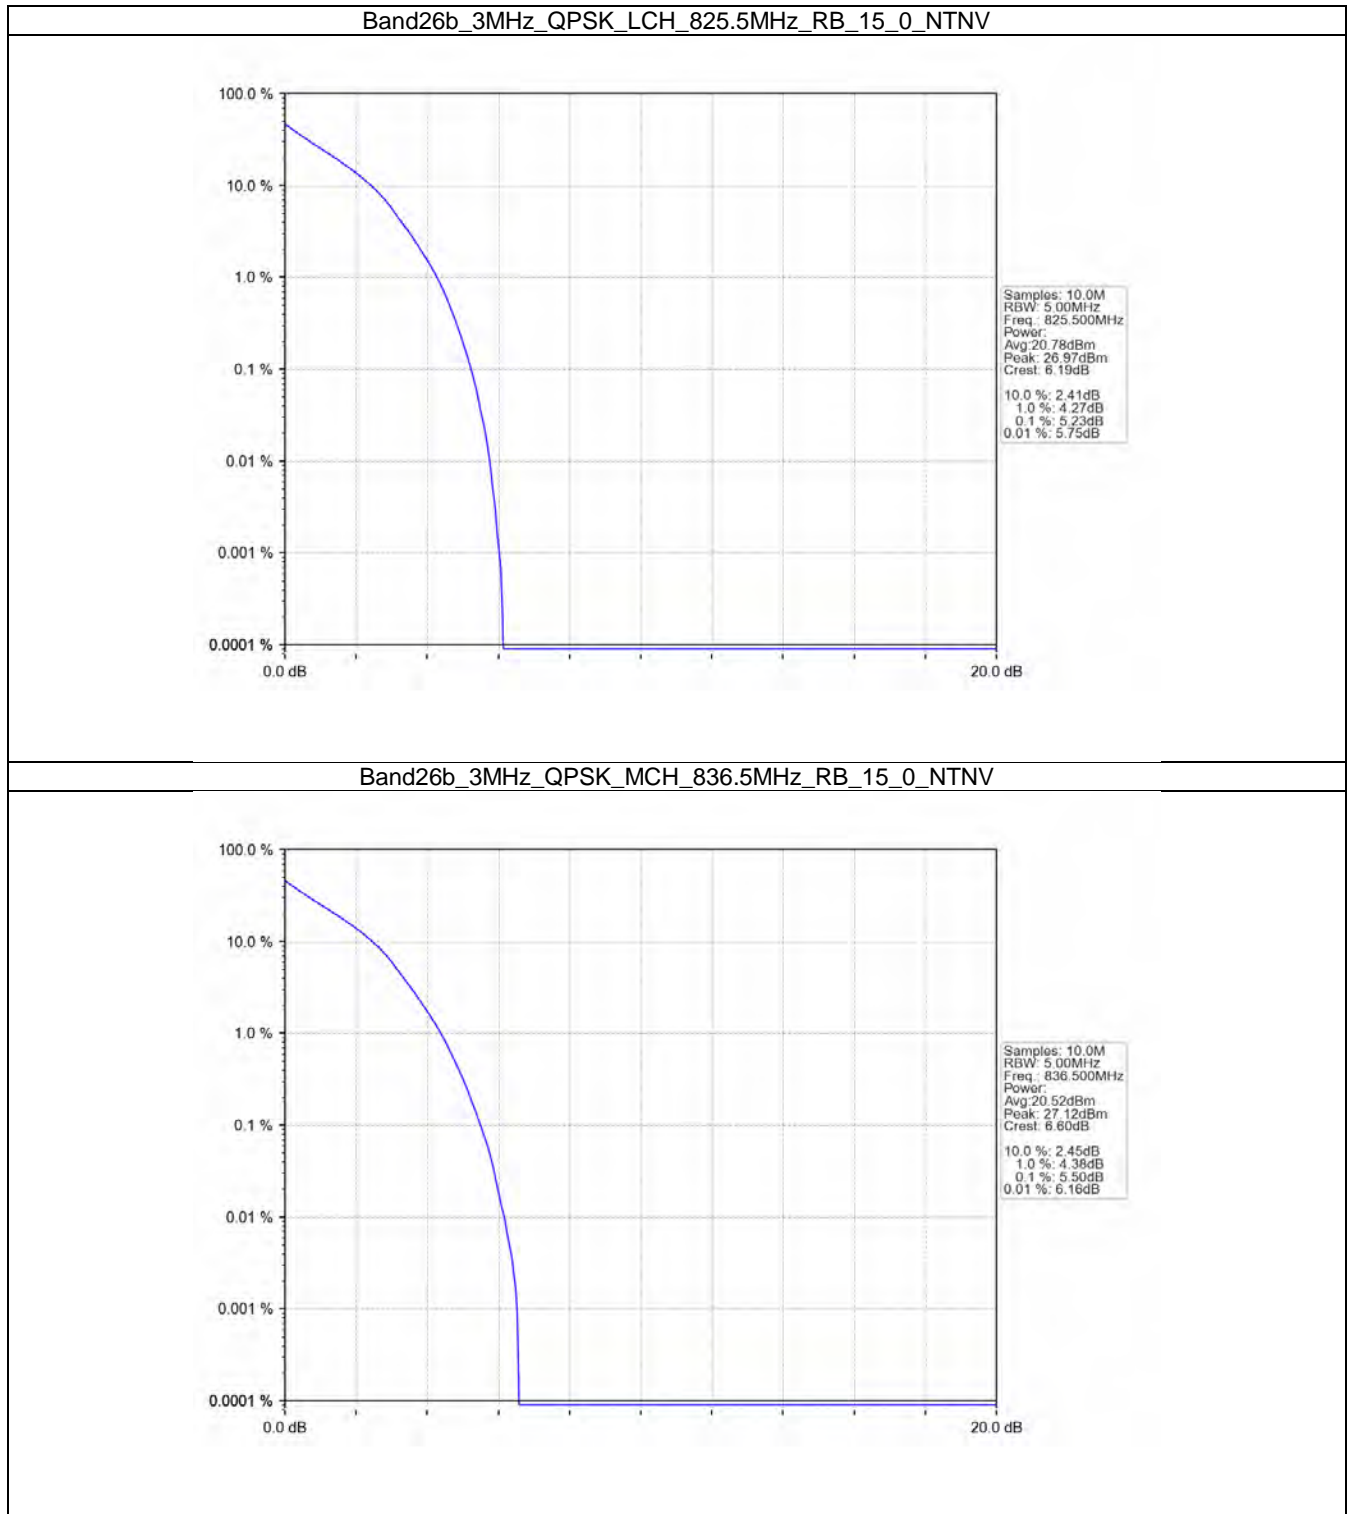 Band26b_3MHz_QPSK_LCH_825.5MHz_RB_15_0_NTNV
100.0 %
10.0 %
1.0 %
0.1 %
0.01 %
0.001 %
0.0001 %
0.0 dB
20.0 dB
Samples: 10.0M
RBW: 5.00MHz
Freq.: 825.500MHz
Power:
Avg:20.78dBm
Peak: 26.97dBm
Crest: 6.19dB
10.0 %: 2.41dB
1.0 %: 4.27dB
0.1 %: 5.23dB
0.01 %: 5.75dB
Band26b_3MHz_QPSK_MCH_836.5MHz_RB_15_0_NTNV
100.0 %
10.0 %
1.0 %
0.1 %
0.01 %
0.001 %
0.0001 %
0.0 dB
20.0 dB
Samples: 10.0M
RBW: 5.00MHz
Freq.: 836.500MHz
Power:
Avg:20.52dBm
Peak: 27.12dBm
Crest: 6.60dB
10.0 %: 2.45dB
1.0 %: 4.38dB
0.1 %: 5.50dB
0.01 %: 6.16dB